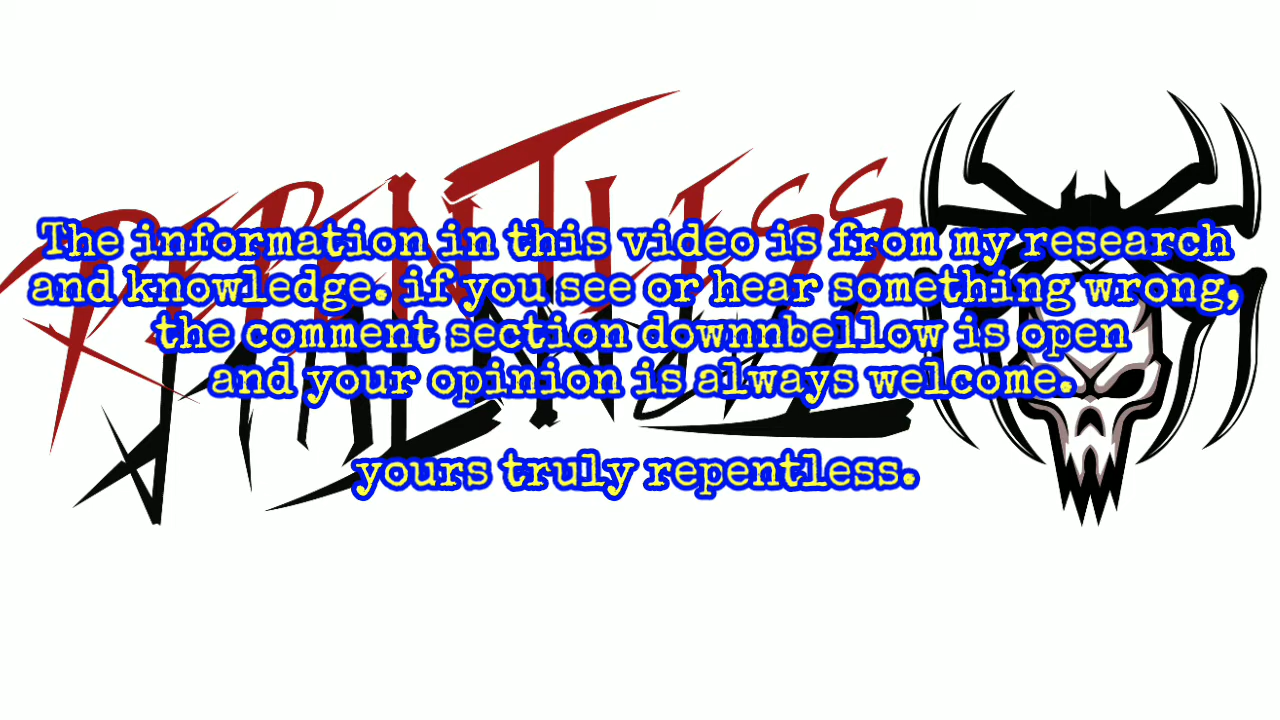 REPENTLESS
The information in this video is from my research
and knowledge. if you see or hear something wrong,
the comment section downnbellow is open
and your opinion is always welcome.
yours truly repentless.